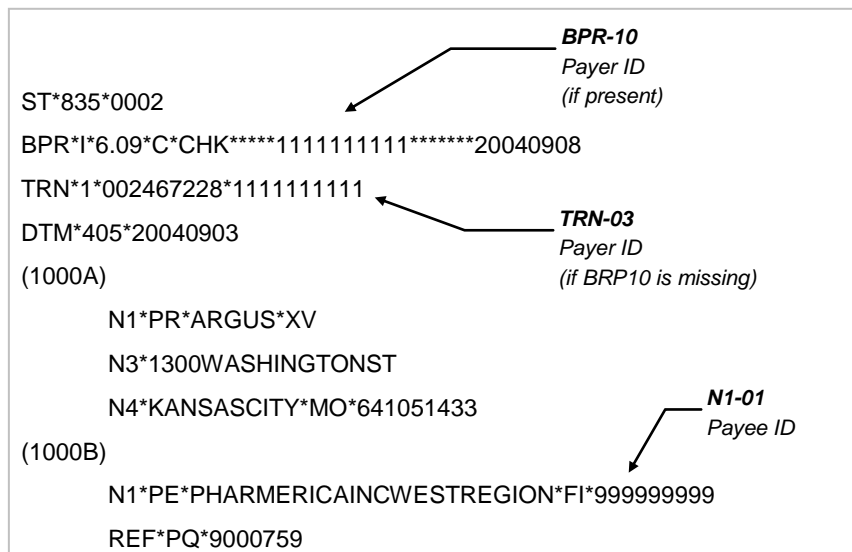 BPR-10
Payer ID
(if present)
ST*835*0002
BPR*I*6.09*C*CHK*****1111111111*******20040908
TRN*1*002467228*1111111111
TRN-03
Payer ID
(if BRP10 is missing)
DTM*405*20040903
(1000A)
N1*PR*ARGUS*XV
N3*1300WASHINGTONST
N4*KANSASCITY*MO*641051433
N1-01
Payee ID
(1000B)
N1*PE*PHARMERICAINCWESTREGION*FI*999999999
REF*PQ*9000759